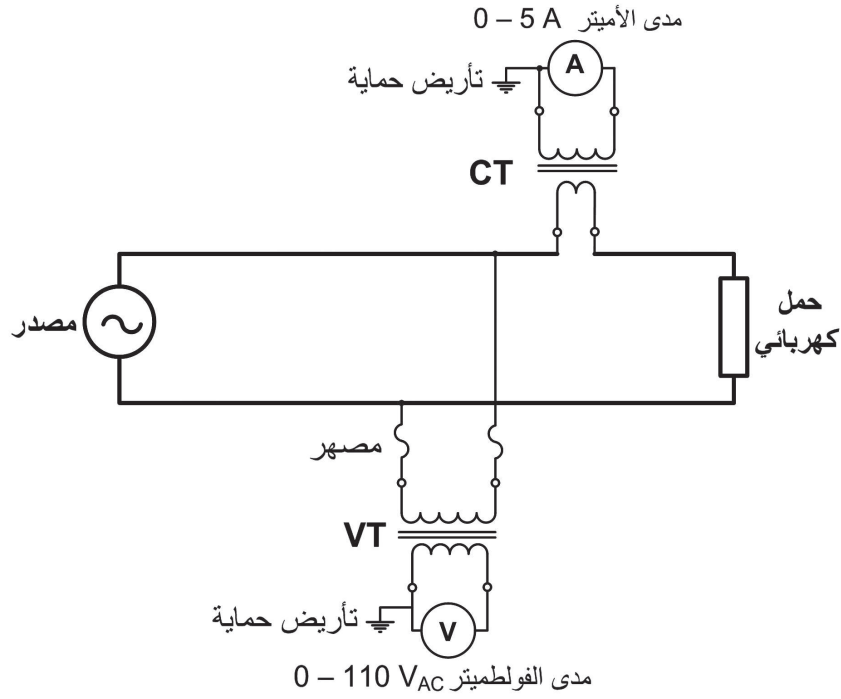 مدى الأميتر 0 – 5 A
A
تأريض حماية
CT
مصدر
حمل
كهربائي
مصهر
VT
تأريض حماية
V
مدى الفولطميتر 0 – 110 VAC